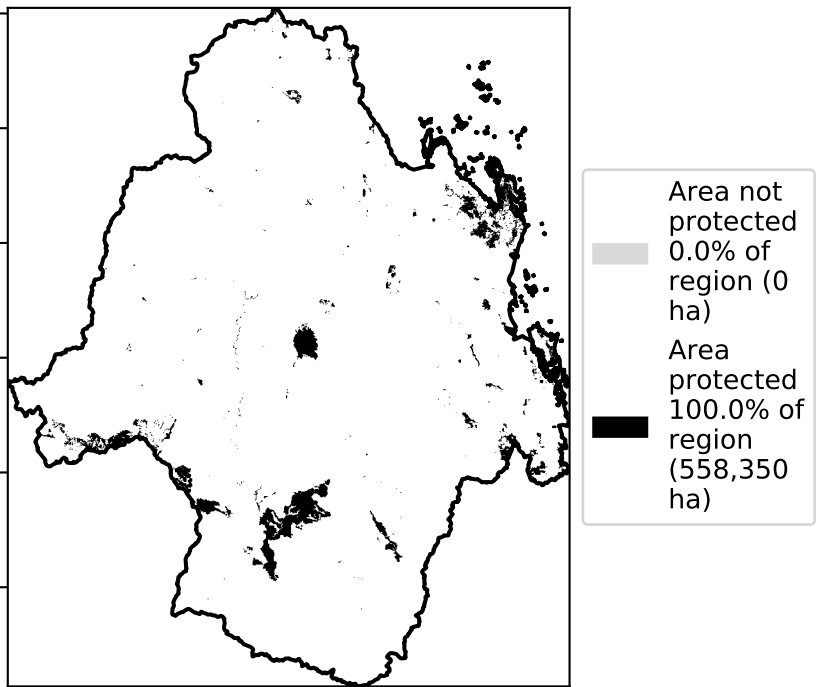 Area not
protected
0.0% of
region (0
ha)
Area
protected
100.0% of
region
(558,350
ha)